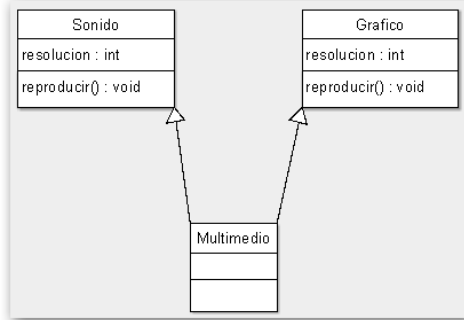 Sonido
resolucion : int
reproducir() : void
Grafico
resolucion : int
reproducir() : void
Multimedio